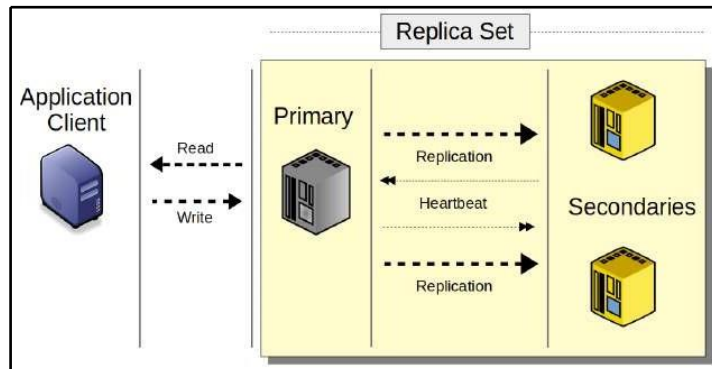 Replica Set
Application
Client
Primary
Read
Write
Replication
Heartbeat
Replication
Secondaries